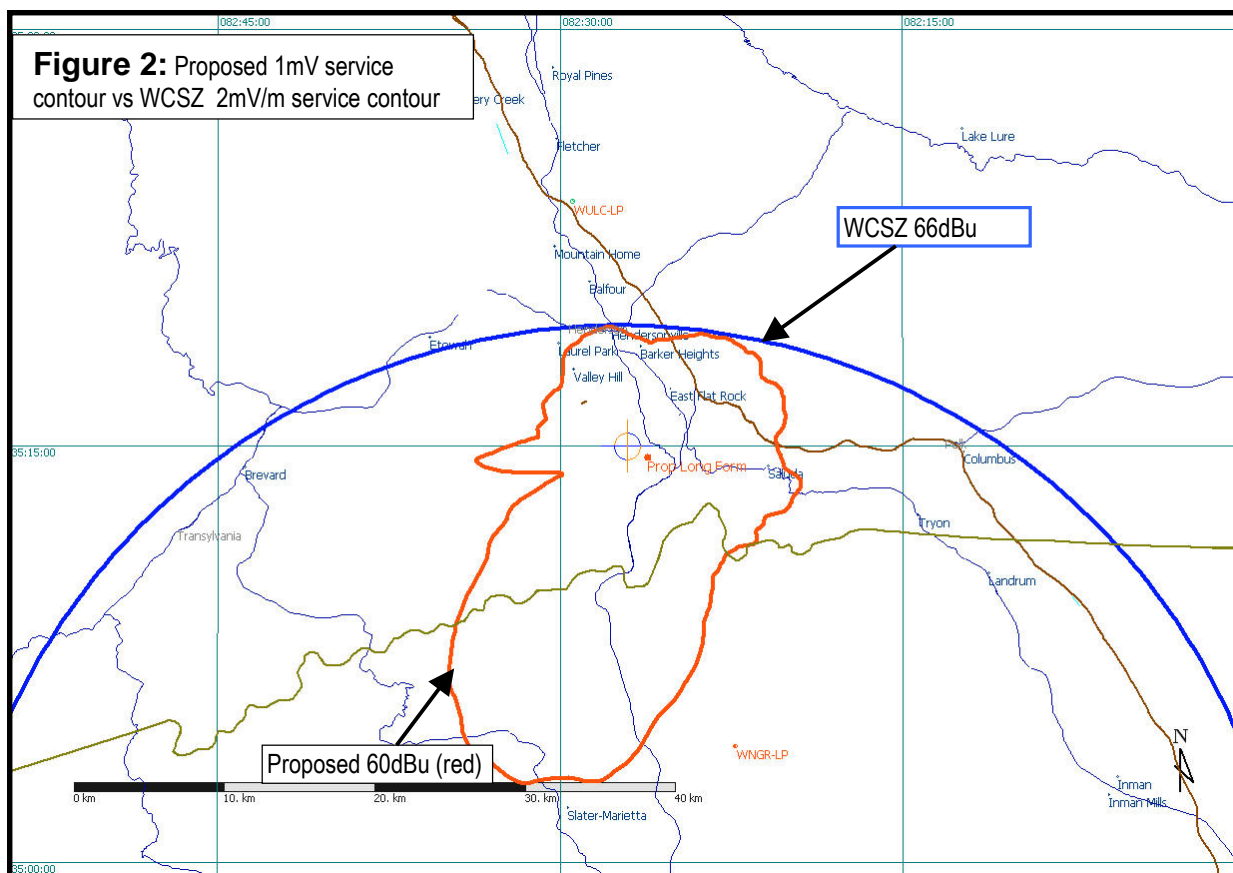 082:45:00
082:30:00
082:15:00
Figure 2: Proposed 1mV service
contour vs WCSZ 2mV/m service contour
Royal Pines
ery Creek
Fletcher
Lake Lure
WULC-LP
WCSZ 66dBu
Mountain Home
Balfour
Hendersonville
Etowah
Laurel Park
Barker Heights
Valley Hill
East Flat Rock
35:15:00
Columbus
Prop Long Form
Brevard
Saluda
Tryon
Transylvania
Landrum
N
WNGR-LP
Proposed 60dBu (red)
Inman
0 km
10. km
20. km
30. km
40 km
Inman Mills
Slater-Marietta
35:00:00